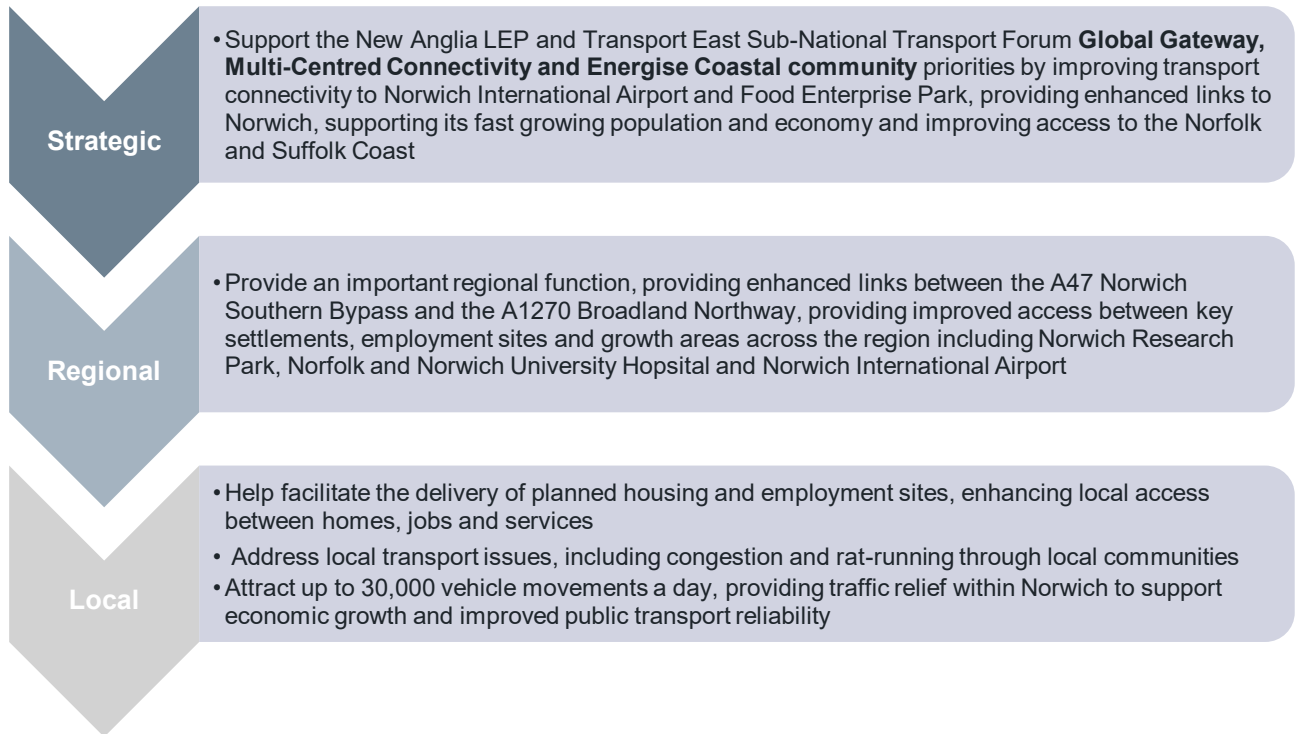 Strategic
•Support the New Anglia LEP and Transport East Sub-National Transport Forum Global Gateway,
Multi-Centred Connectivity and Energise Coastal community priorities by improving transport
connectivity to Norwich International Airport and Food Enterprise Park, providing enhanced links to
Norwich, supporting its fast growing population and economy and improving access to the Norfolk
and Suffolk Coast
Regional
•Provide an important regional function, providing enhanced links between the A47 Norwich
Southern Bypass and the A1270 Broadland Northway, providing improved access between key
settlements, employment sites and growth areas across the region including Norwich Research
Park, Norfolk and Norwich University Hopsital and Norwich International Airport
Local
•Help facilitate the delivery of planned housing and employment sites, enhancing local access
between homes, jobs and services
• Address local transport issues, including congestion and rat-running through local communities
•Attract up to 30,000 vehicle movements a day, providing traffic relief within Norwich to support
economic growth and improved public transport reliability